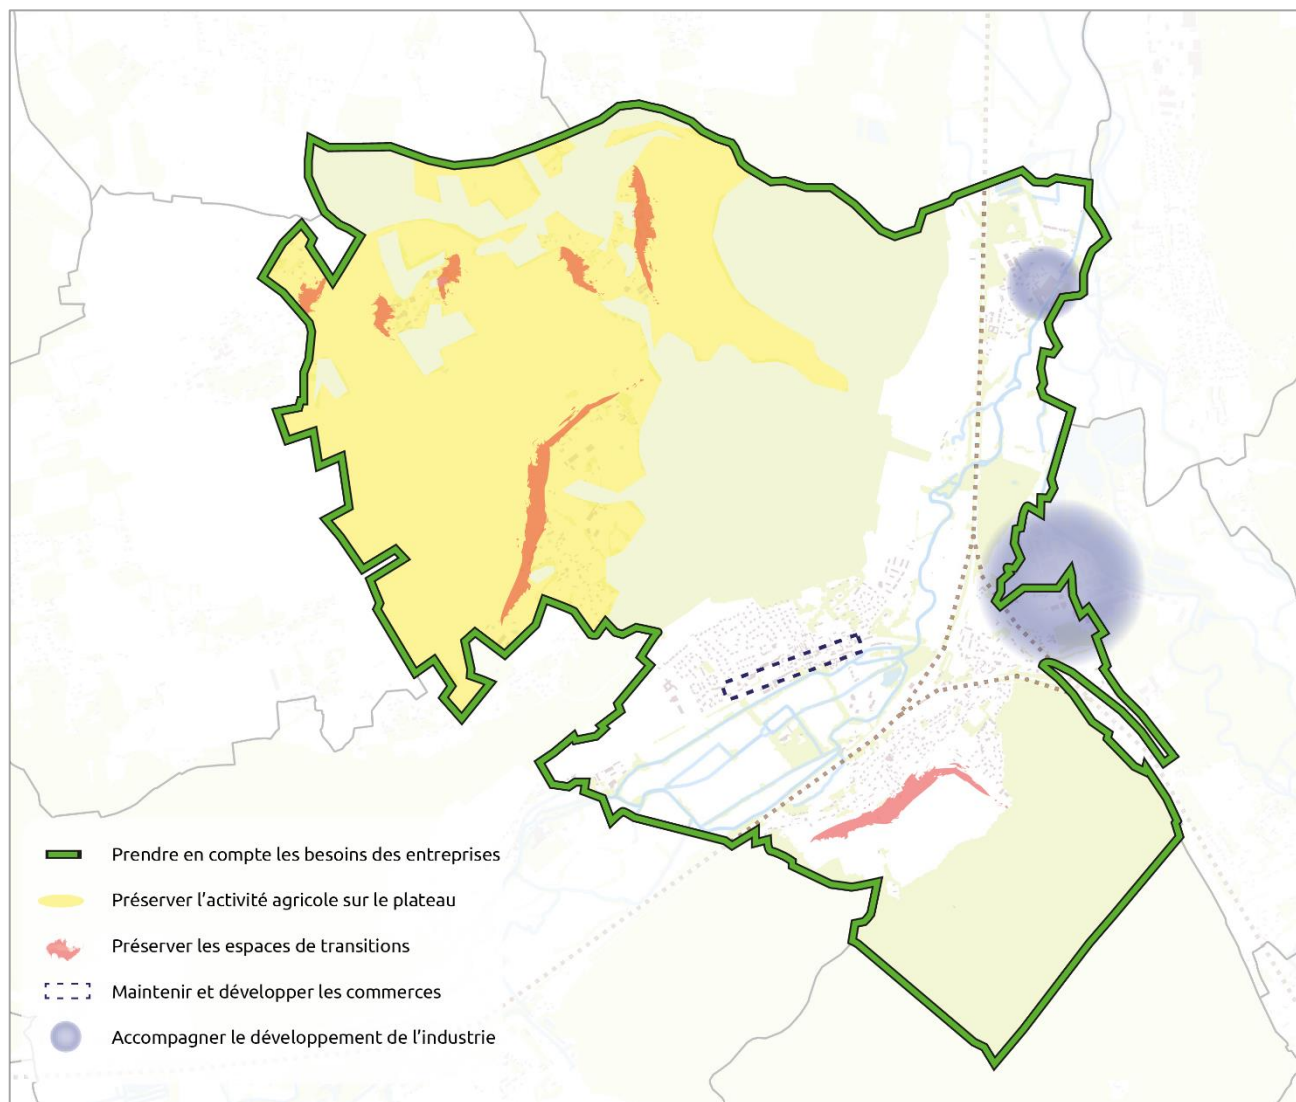 Prendre en compte les besoins des entreprises
Préserver l’activité agricole sur le plateau
Préserver les espaces de transitions
Maintenir et développer les commerces
Accompagner le développement de l’industrie